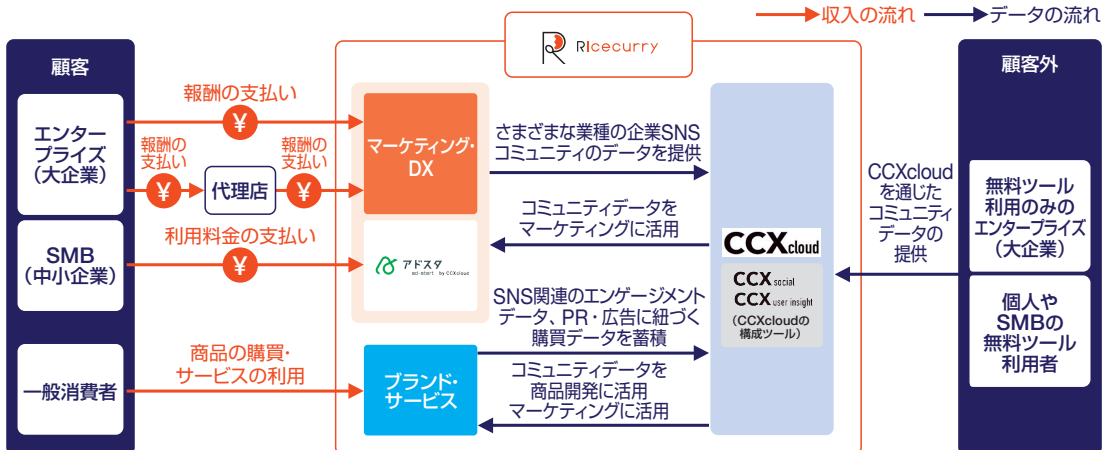 収入の流れ
データの流れ
Ricecurry
顧客
エンター
プライズ
（大企業）
SMB
（中小企業）
一般消費者
報酬の支払い
¥
報酬の
支払い
¥
代理店
報酬の
支払い
¥
利用料金の支払い
¥
商品の購買・
サービスの利用
マーケティング・
DX
アドスタ
ad-start by CCXcloud
ブランド・
サービス
さまざまな業種の企業SNS
コミュニティのデータを提供
コミュニティデータを
マーケティングに活用
SNS関連のエンゲージメント
データ、PR・広告に紐づく
購買データを蓄積
コミュニティデータを
商品開発に活用
マーケティングに活用
CCXcloud
CCX social
CCX user insight
（CCXcloudの
構成ツール）
CCXcloud
を通じた
コミュニティ
データの
提供
顧客外
無料ツール
利用のみの
エンタープライズ
（大企業）
個人や
SMBの
無料ツール
利用者